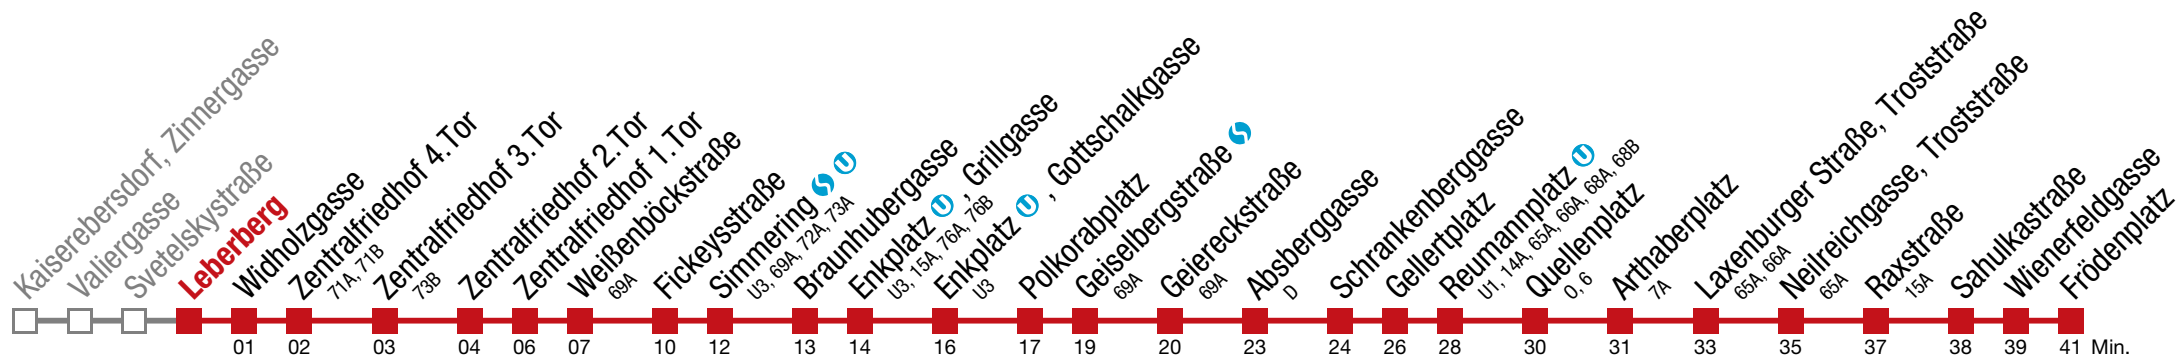 Kaiserebersdorf, Zinnergasse
Valiergasse
Svetelskystraße
Leberberg
Widholzgasse
Zentralfriedhof 4.Tor
71A, 71B
Zentralfriedhof 3.Tor
73B
Zentralfriedhof 2.Tor
Zentralfriedhof 1.Tor
Weißenböckstraße
69A
Fickeysstraße
Simmering S U
U3, 69A, 72A, 73A
Braunhubergasse
Enkplatz U , Grillgasse
U3, 15A, 76A, 76B
Enkplatz U , Gottschalkgasse
U3
Polkorabplatz
Geiselbergstraße S
69A
Geiereckstraße
69A
Absberggasse
D
Schrankenberggasse
Gellertplatz
Reumannplatz U
U1, 14A, 65A, 66A, 68A, 68B
Quellenplatz
O, 6
Arthaberplatz
7A
Laxenburger Straße, Troststraße
65A, 66A
Neilreichgasse, Troststraße
65A
Raxstraße
15A
Sahulkastraße
Wienerfeldgasse
Frödenplatz
01 02 03 04 06 07 10 12 13 14 16 17 19 20 23 24 26 28 30 31 33 35 37 38 39 41 Min.